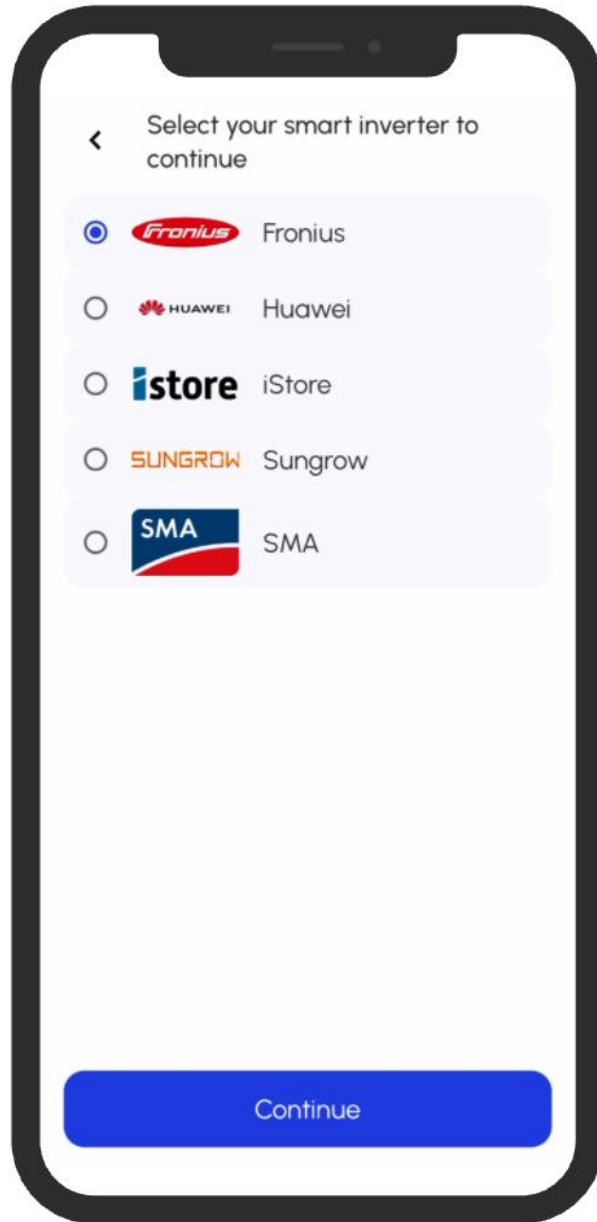 Select your smart inverter to
continue
Fronius Fronius
HUAWEI Huawei
istore iStore
SUNGROW Sungrow
SMA SMA
Continue